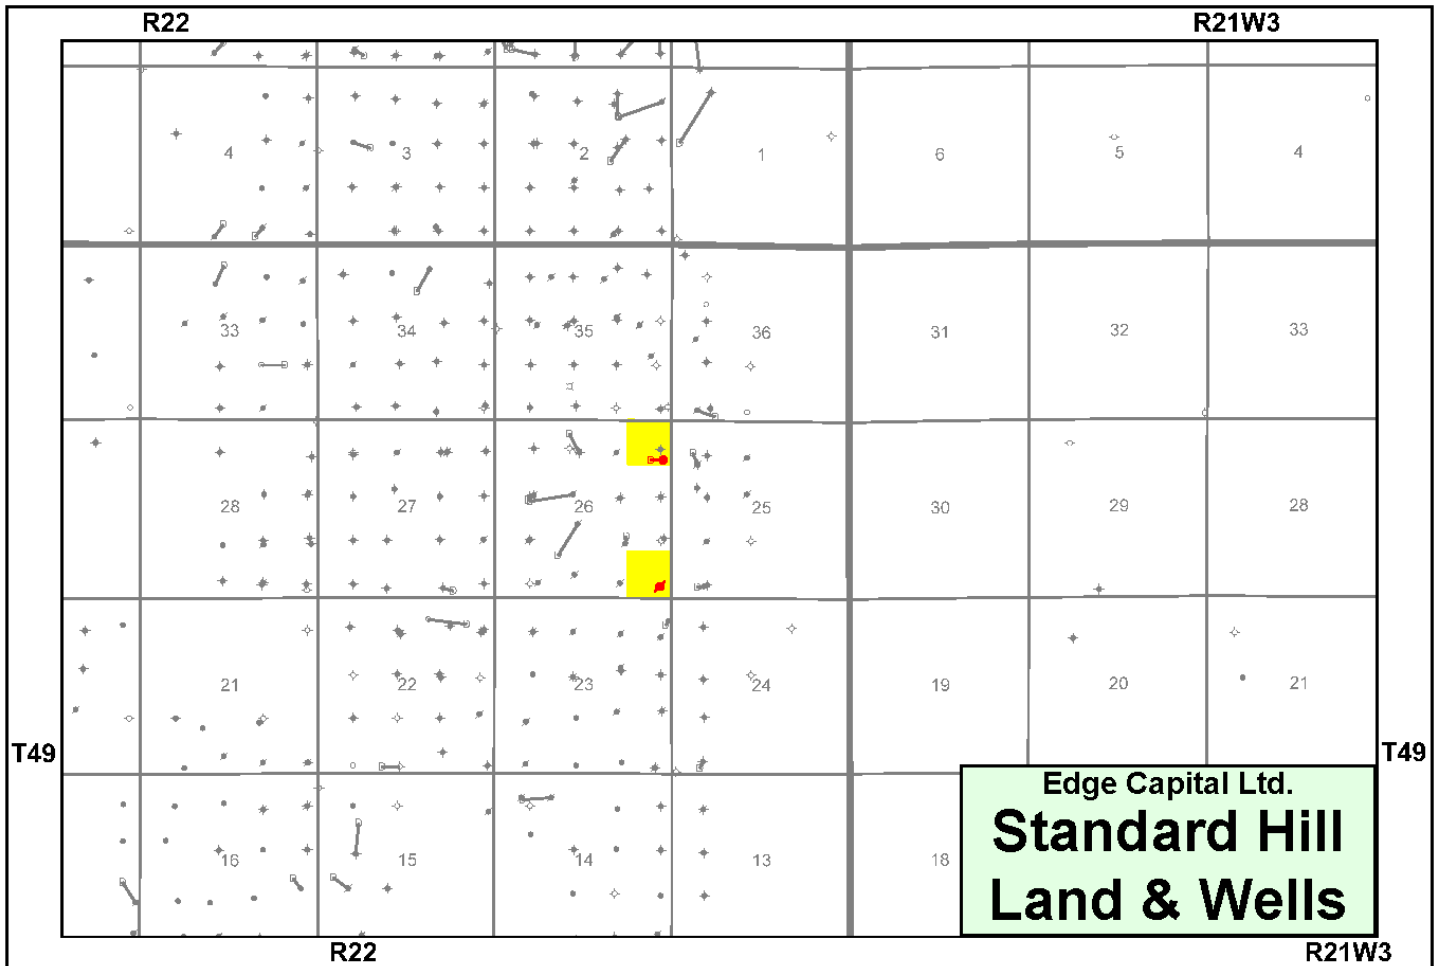 R22 R21W3
4 3 2 1 6 5 4
33 34 35 36 31 32 33
28 27 26 25 30 29 28
21 22 23 24 19 20 21
T49 T49
Edge Capital Ltd.
Standard Hill
Land & Wells
16 15 14 13 18
R22 R21W3